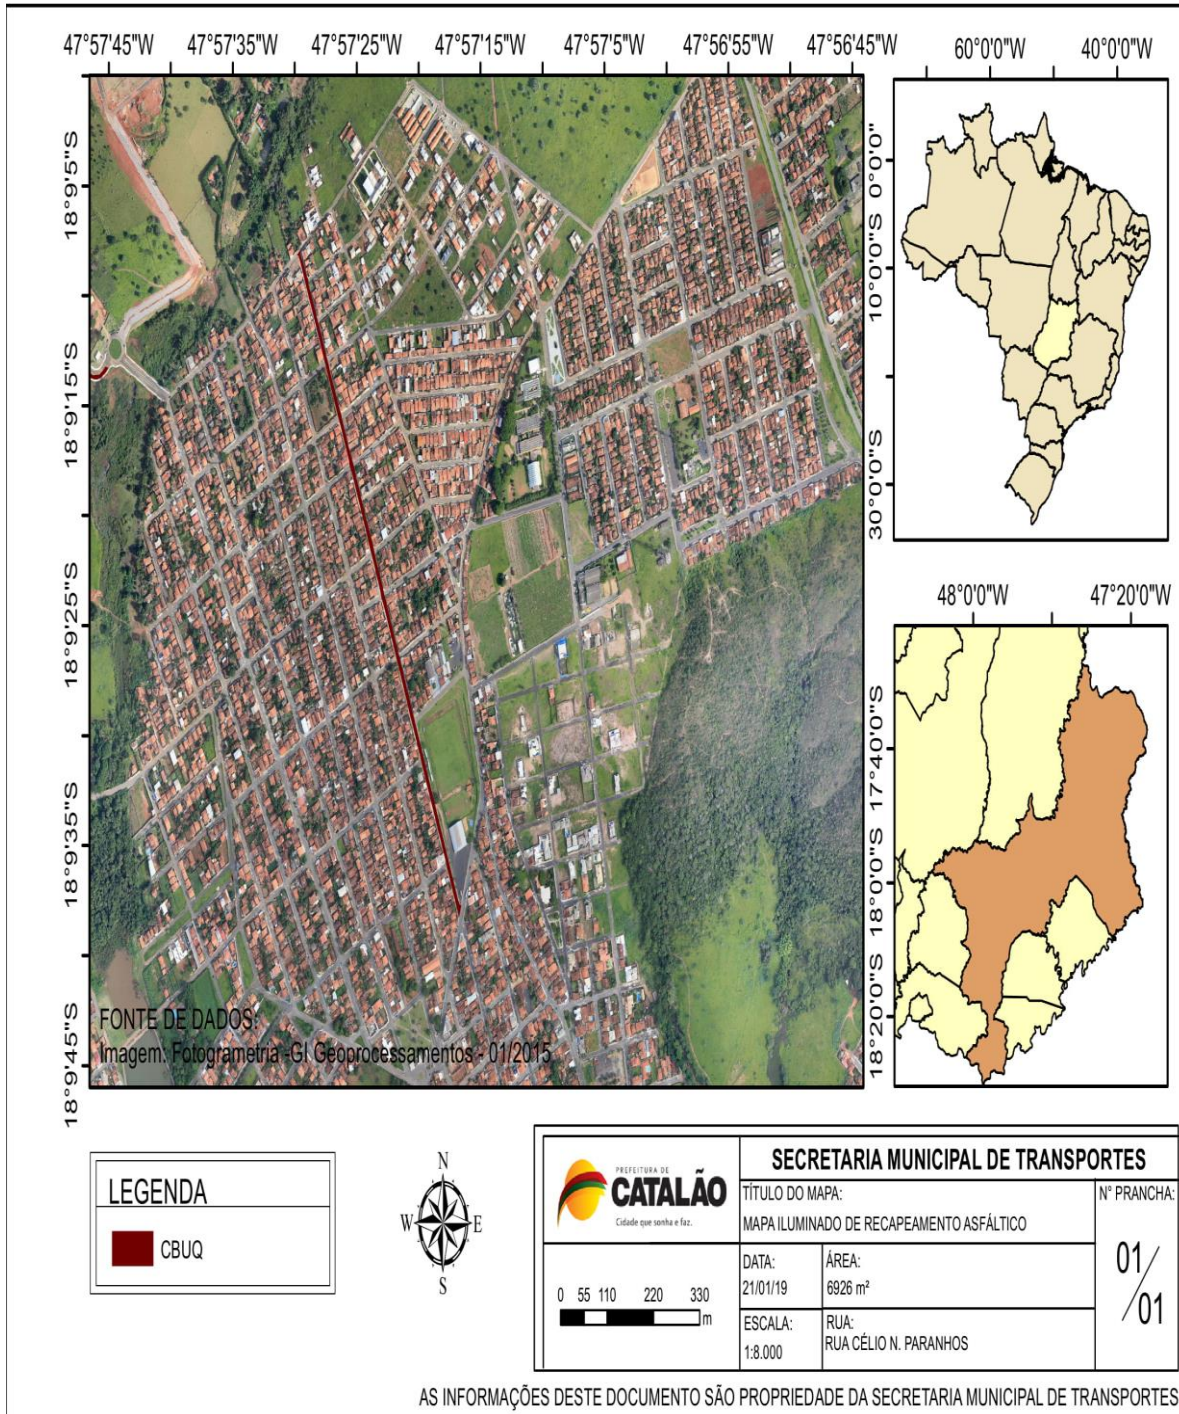 47°57'45"W 47°57'35"W 47°57'25"W 47°57'15"W 47°57'5"W 47°56'55"W 47°56'45"W
18°9'5"S
18°9'15"S
18°9'25"S
18°9'35"S
18°9'45"S
FONTE DE DADOS:
Imagem: Fotogrametria -GI Geoprocessamentos - 01/2015
60°0'0"W 40°0'0"W
0°0'0"
10°0'0"S
30°0'0"S
48°0'0"W 47°20'0"W
17°40'0"S
18°0'0"S
18°20'0"S
LEGENDA
CBUQ
N
W E
S
PREFEITURA DE
CATALÃO
Cidade que sonha e faz.
0 55 110 220 330
m
SECRETARIA MUNICIPAL DE TRANSPORTES
TÍTULO DO MAPA:
MAPA ILUMINADO DE RECAPEAMENTO ASFÁLTICO
N° PRANCHA:
01/01
DATA:
21/01/19
ÁREA:
6926 m²
ESCALA:
1:8.000
RUA:
RUA CÉLIO N. PARANHOS
AS INFORMAÇÕES DESTE DOCUMENTO SÃO PROPRIEDADE DA SECRETARIA MUNICIPAL DE TRANSPORTES